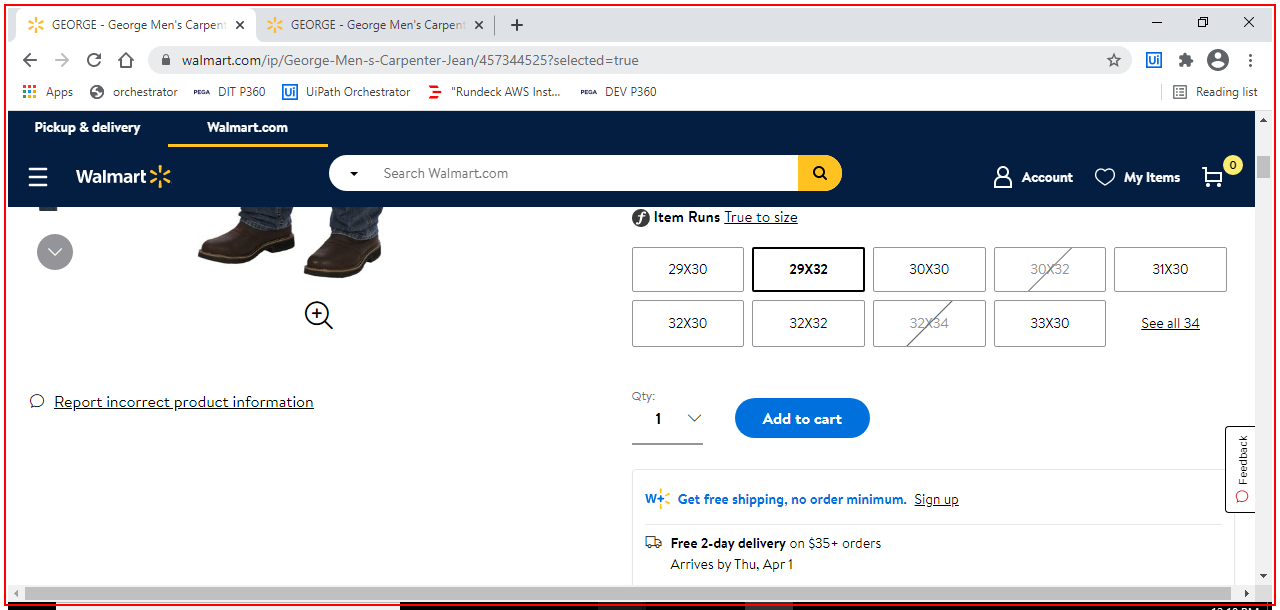 GEORGE - George Men's Carpent
GEORGE - George Men's Carpent
walmart.com/ip/George-Men-s-Carpenter-Jean/457344525?selected=true
Ui
Apps
orchestrator
PEGA DIT P360
Ui UiPath Orchestrator
"Rundeck AWS Inst...
PEGA DEV P360
Reading list
Pickup & delivery
Walmart.com
Walmart
Search Walmart.com
Account
My Items
0
Item Runs True to size
29X30 29X32 30X30 30X32 31X30
32X30 32X32 32X34 33X30 See all 34
Report incorrect product information
Qty:
1
Add to cart
Feedback
W+ Get free shipping, no order minimum. Sign up
Free 2-day delivery on $35+ orders
Arrives by Thu, Apr 1